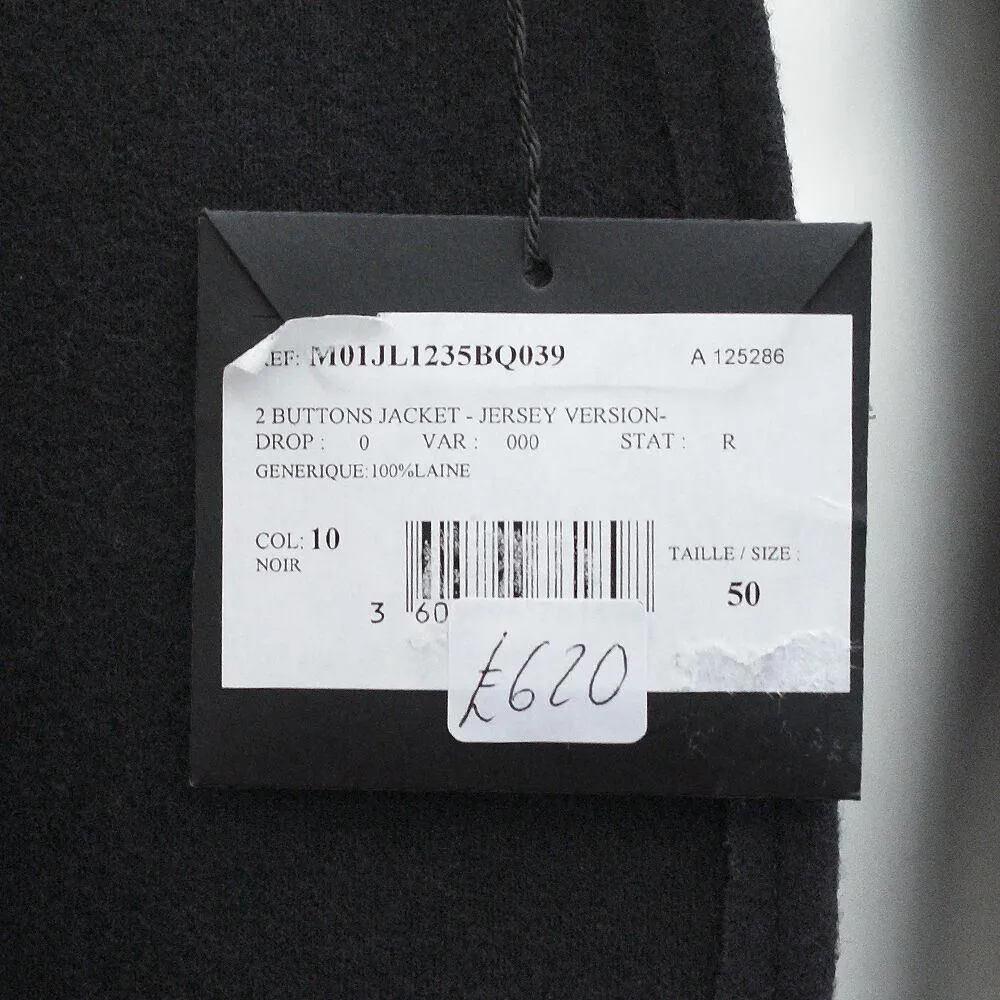 REF: M01JL1235BQ039 A 125286
2 BUTTONS JACKET - JERSEY VERSION-
DROP : 0 VAR : 000 STAT : R
GENERIQUE:100%LAINE
COL: 10
NOIR
TAILLE / SIZE :
50
3 60
£620